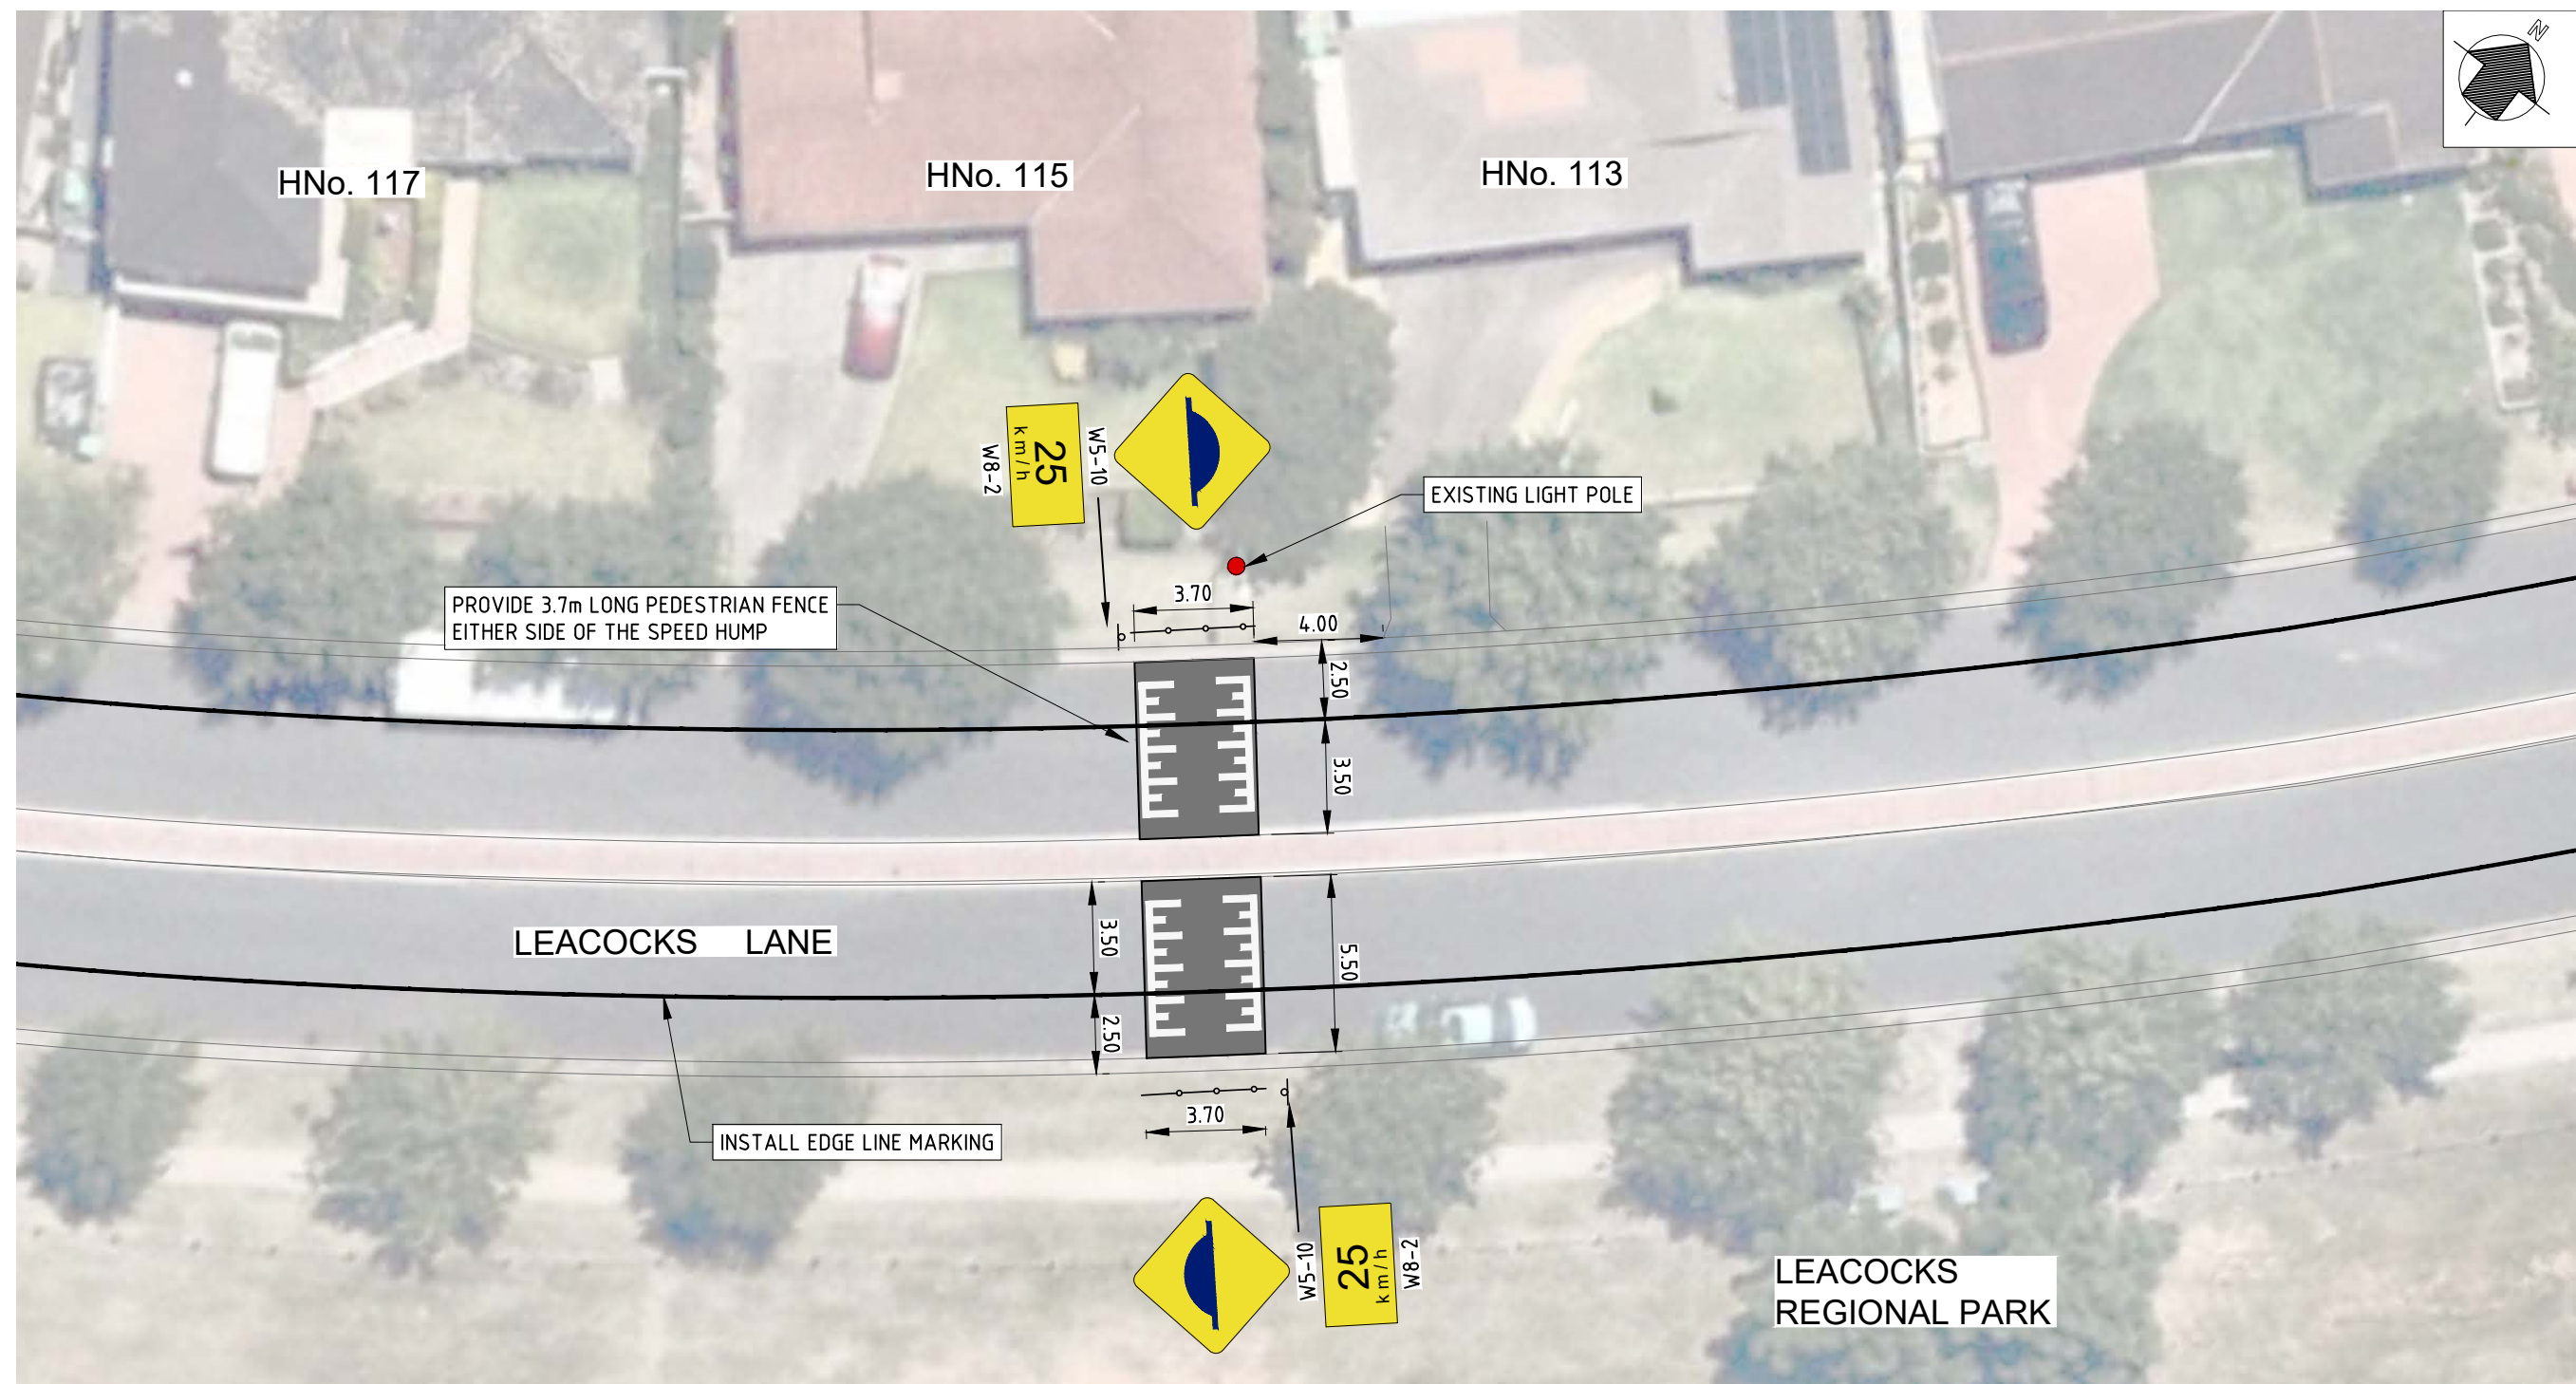 N
HNo. 117
HNo. 115
HNo. 113
W8-2
25
km/h
W5-10
EXISTING LIGHT POLE
PROVIDE 3.7m LONG PEDESTRIAN FENCE
EITHER SIDE OF THE SPEED HUMP
3.70
4.00
2.50
3.50
LEACOCKS LANE
3.50
5.50
2.50
3.70
INSTALL EDGE LINE MARKING
W5-10
25
km/h
W8-2
LEACOCKS
REGIONAL PARK